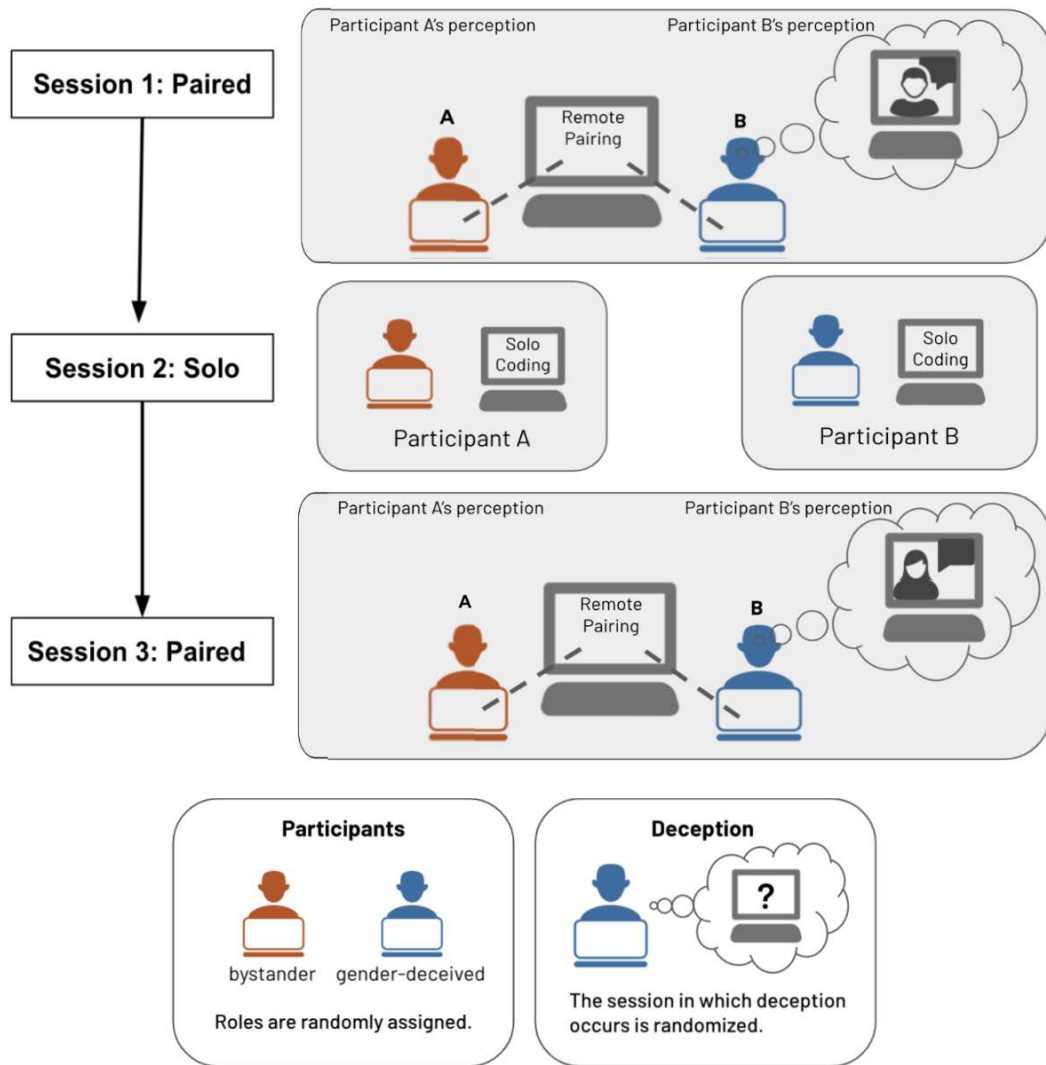 Participant A's perception
Participant B's perception
Session 1: Paired
A
Remote
Pairing
B
Session 2: Solo
Solo
Coding
Participant A
Solo
Coding
Participant B
Participant A's perception
Participant B's perception
A
Remote
Pairing
B
Session 3: Paired
Participants
bystander
gender-deceived
Roles are randomly assigned.
Deception
?
The session in which deception
occurs is randomized.